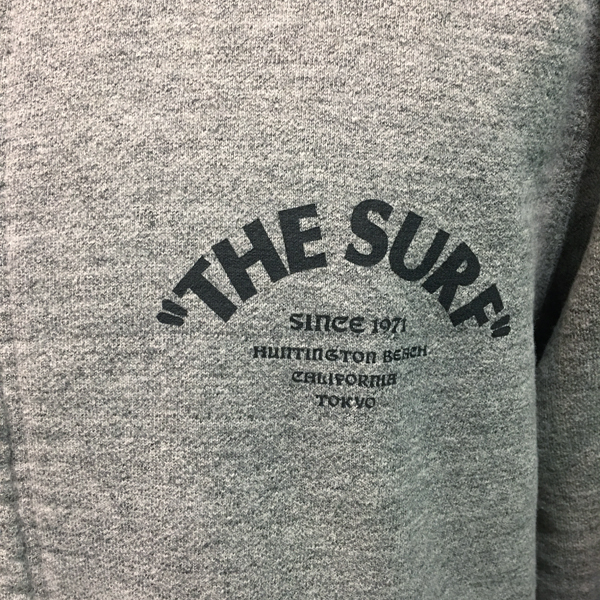 "THE SURF"
SINCE 1971
HUNTINGTON BEACH
CALIFORNIA
TOKYO